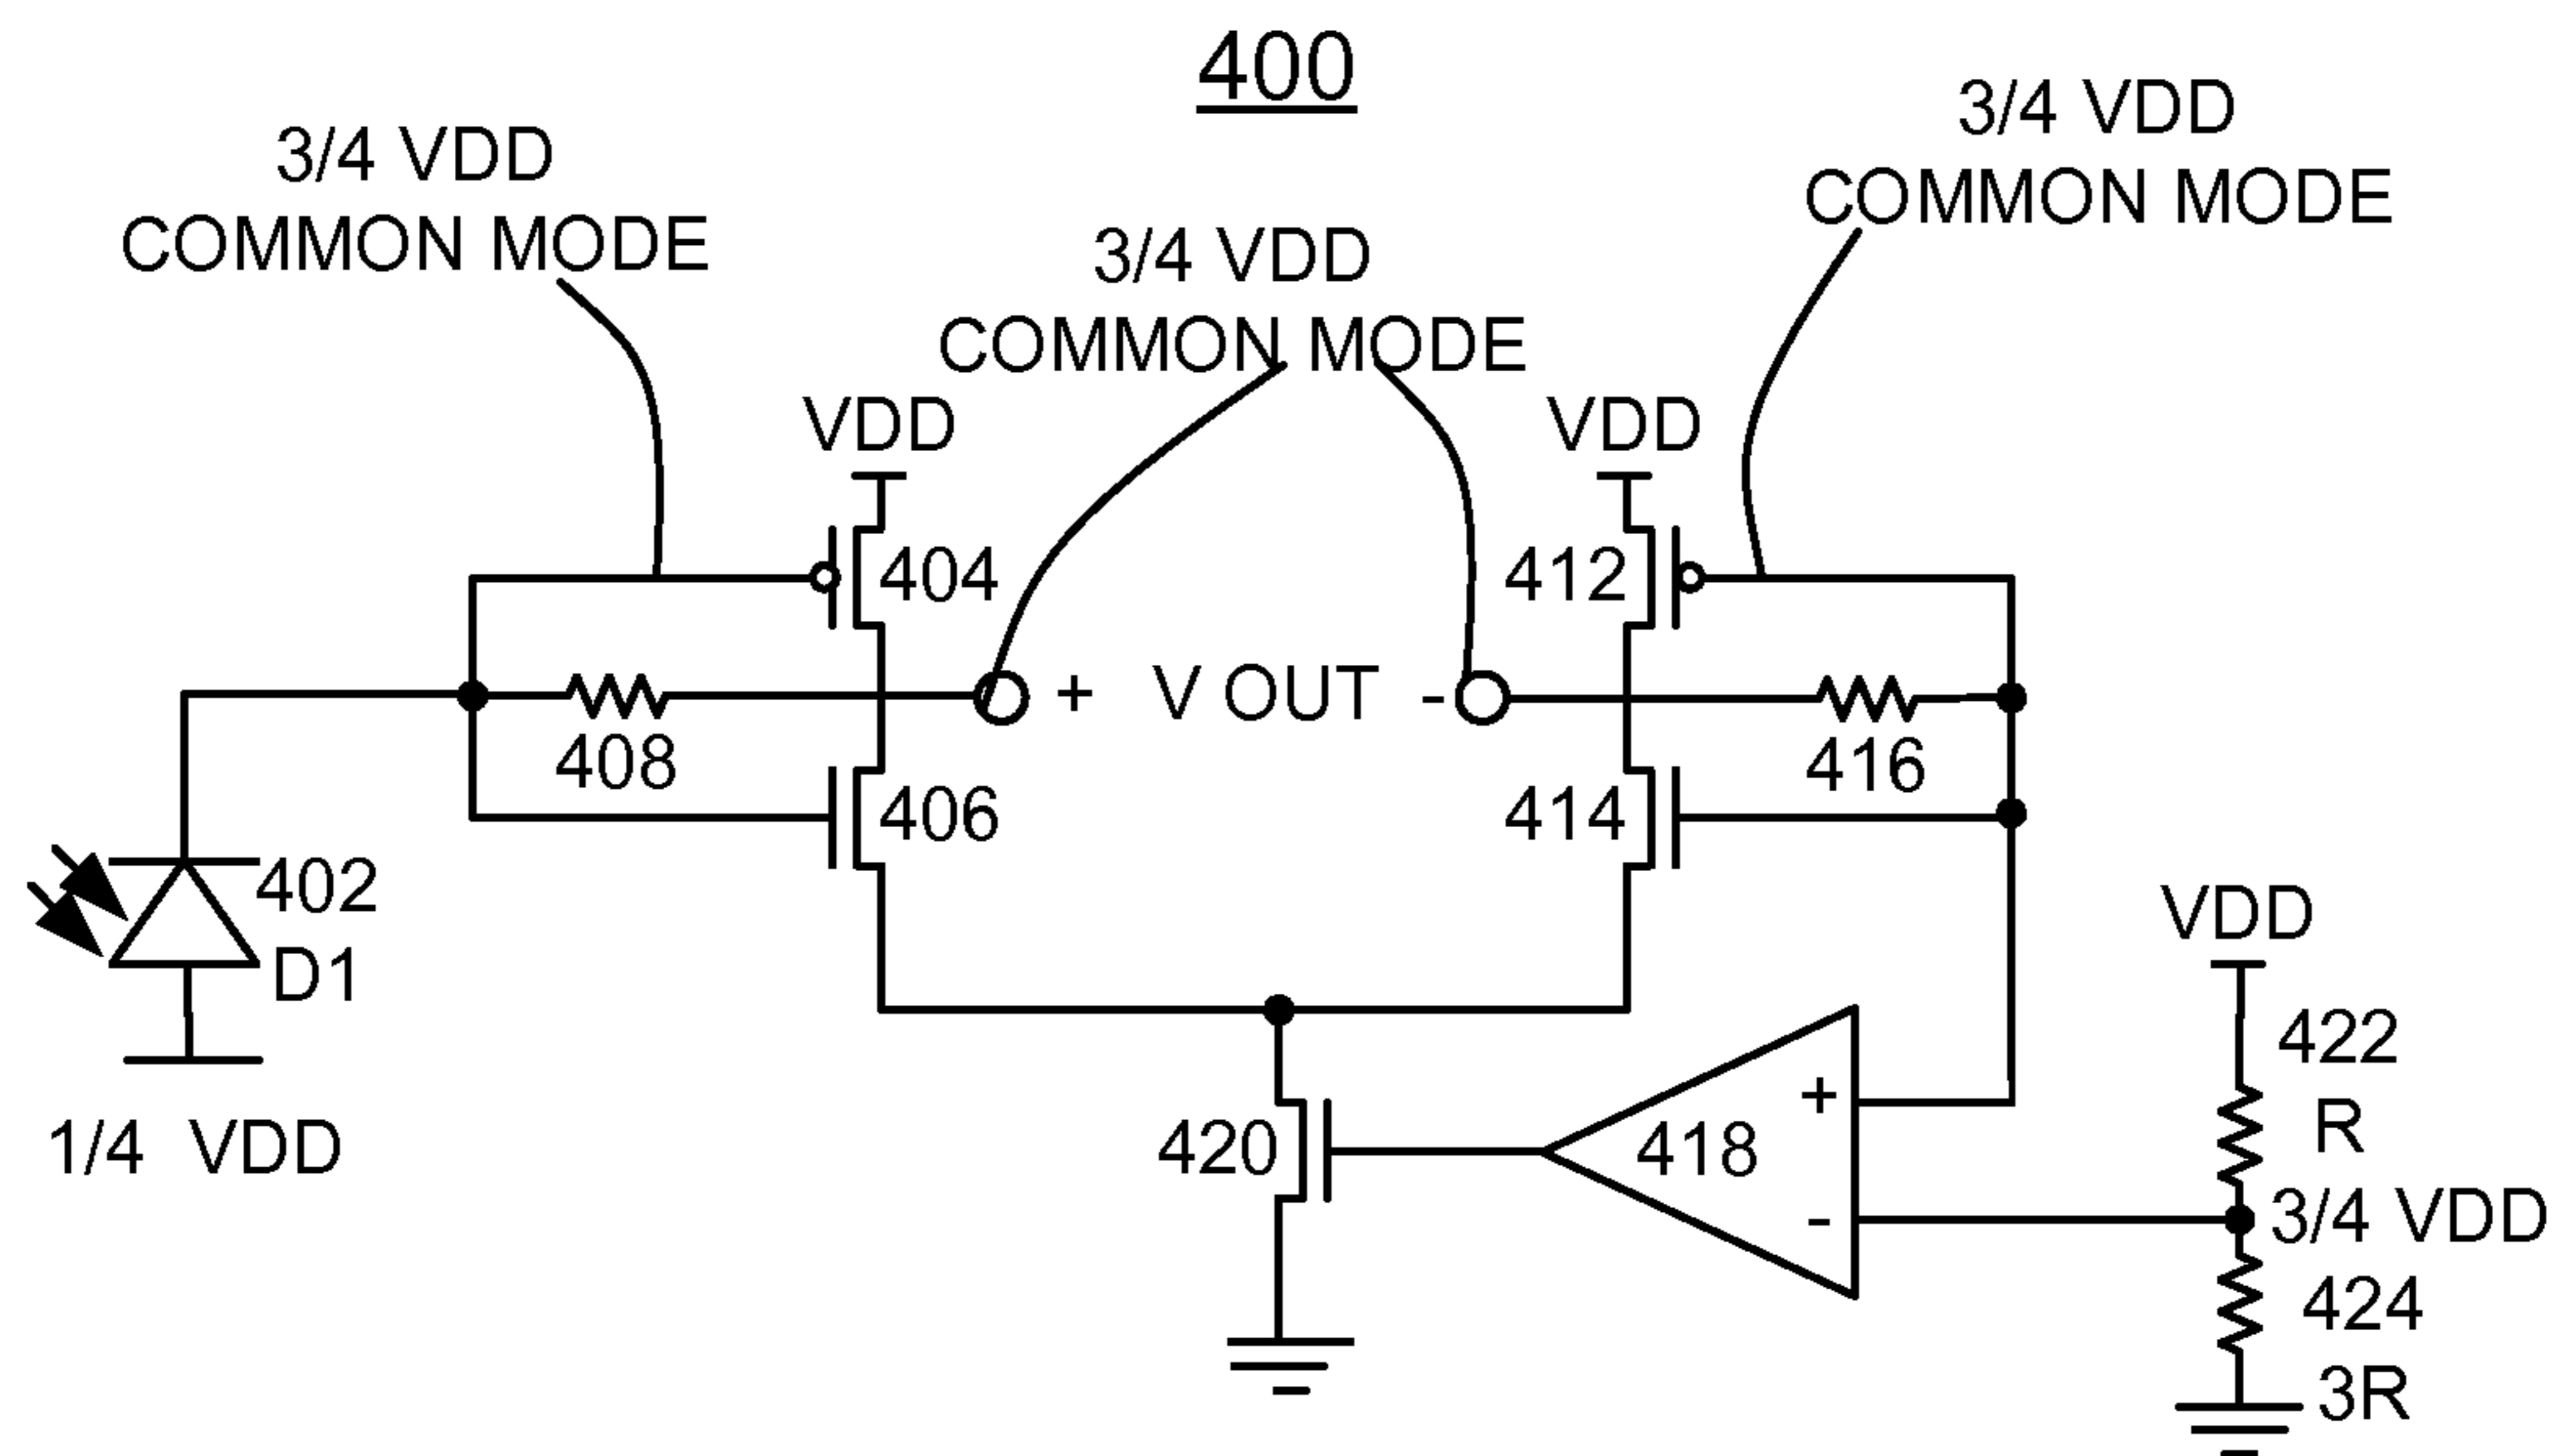 400
3/4 VDD
COMMON MODE
3/4 VDD
COMMON MODE
3/4 VDD
COMMON MODE
VDD
VDD
404
412
+ V OUT -
408
416
406
414
402
D1
1/4 VDD
VDD
422
R
3/4 VDD
424
3R
420
418
+
-